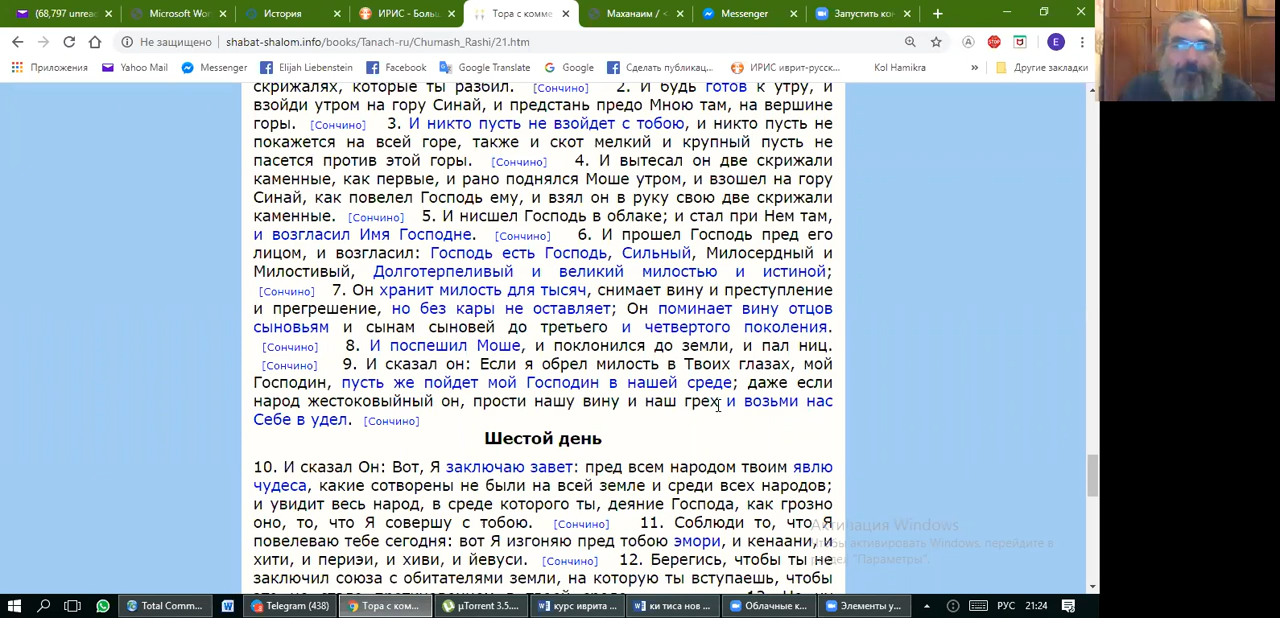 (68,797 unrea
Microsoft Wor
История
ИРИС - Больш
Тора с комме
Маханаим / <
Messenger
Запустить ко
Не защищено | shabat-shalom.info/books/Tanach-ru/Chumash_Rashi/21.htm
Приложения Yahoo Mail Messenger Elijah Liebenstein Facebook Google Translate Google Сделать публикац... ИРИС иврит-русск... Kol Hamikra » Другие закладки
скрижалях, которые ты разбил. [Сончино] 2. И будь готов к утру, и
взойди утром на гору Синай, и предстань предо Мною там, на вершине
горы. [Сончино] 3. И никто пусть не взойдет с тобою, и никто пусть не
покажется на всей горе, также и скот мелкий и крупный пусть не
пасется против этой горы. [Сончино] 4. И вытесал он две скрижали
каменные, как первые, и рано поднялся Моше утром, и взошел на гору
Синай, как повелел Господь ему, и взял он в руку свою две скрижали
каменные. [Сончино] 5. И нисшел Господь в облаке; и стал при Нем там,
и возгласил Имя Господне. [Сончино] 6. И прошел Господь пред его
лицом, и возгласил: Господь есть Господь, Сильный, Милосердный и
Милостивый, Долготерпеливый и великий милостью и истиной;
[Сончино] 7. Он хранит милость для тысяч, снимает вину и преступление
и прегрешение, но без кары не оставляет; Он поминает вину отцов
сыновьям и сынам сыновей до третьего и четвертого поколения.
[Сончино] 8. И поспешил Моше, и поклонился до земли, и пал ниц.
[Сончино] 9. И сказал он: Если я обрел милость в Твоих глазах, мой
Господин, пусть же пойдет мой Господин в нашей среде; даже если
народ жестоковыйный он, прости нашу вину и наш грех и возьми нас
Себе в удел. [Сончино]
Шестой день
10. И сказал Он: Вот, Я заключаю завет: пред всем народом твоим явлю
чудеса, какие сотворены не были на всей земле и среди всех народов;
и увидит весь народ, в среде которого ты, деяние Господа, как грозно
оно, то, что Я совершу с тобою. [Сончино] 11. Соблюди то, что Я
повелеваю тебе сегодня: вот Я изгоняю пред тобою эмори, и кенаани, и
хити, и периэи, и хиви, и йевуси. [Сончино] 12. Берегись, чтобы ты не
заключил союза с обитателями земли, на которую ты вступаешь, чтобы
Активация Windows
Чтобы активировать Windows, перейдите в
раздел "Параметры".
Total Comm...
Telegram (438)
Тора с ком...
µTorrent 3.5....
курс иврита ...
ки тиса нов ...
Облачные к...
Элементы у...
РУС 21:24